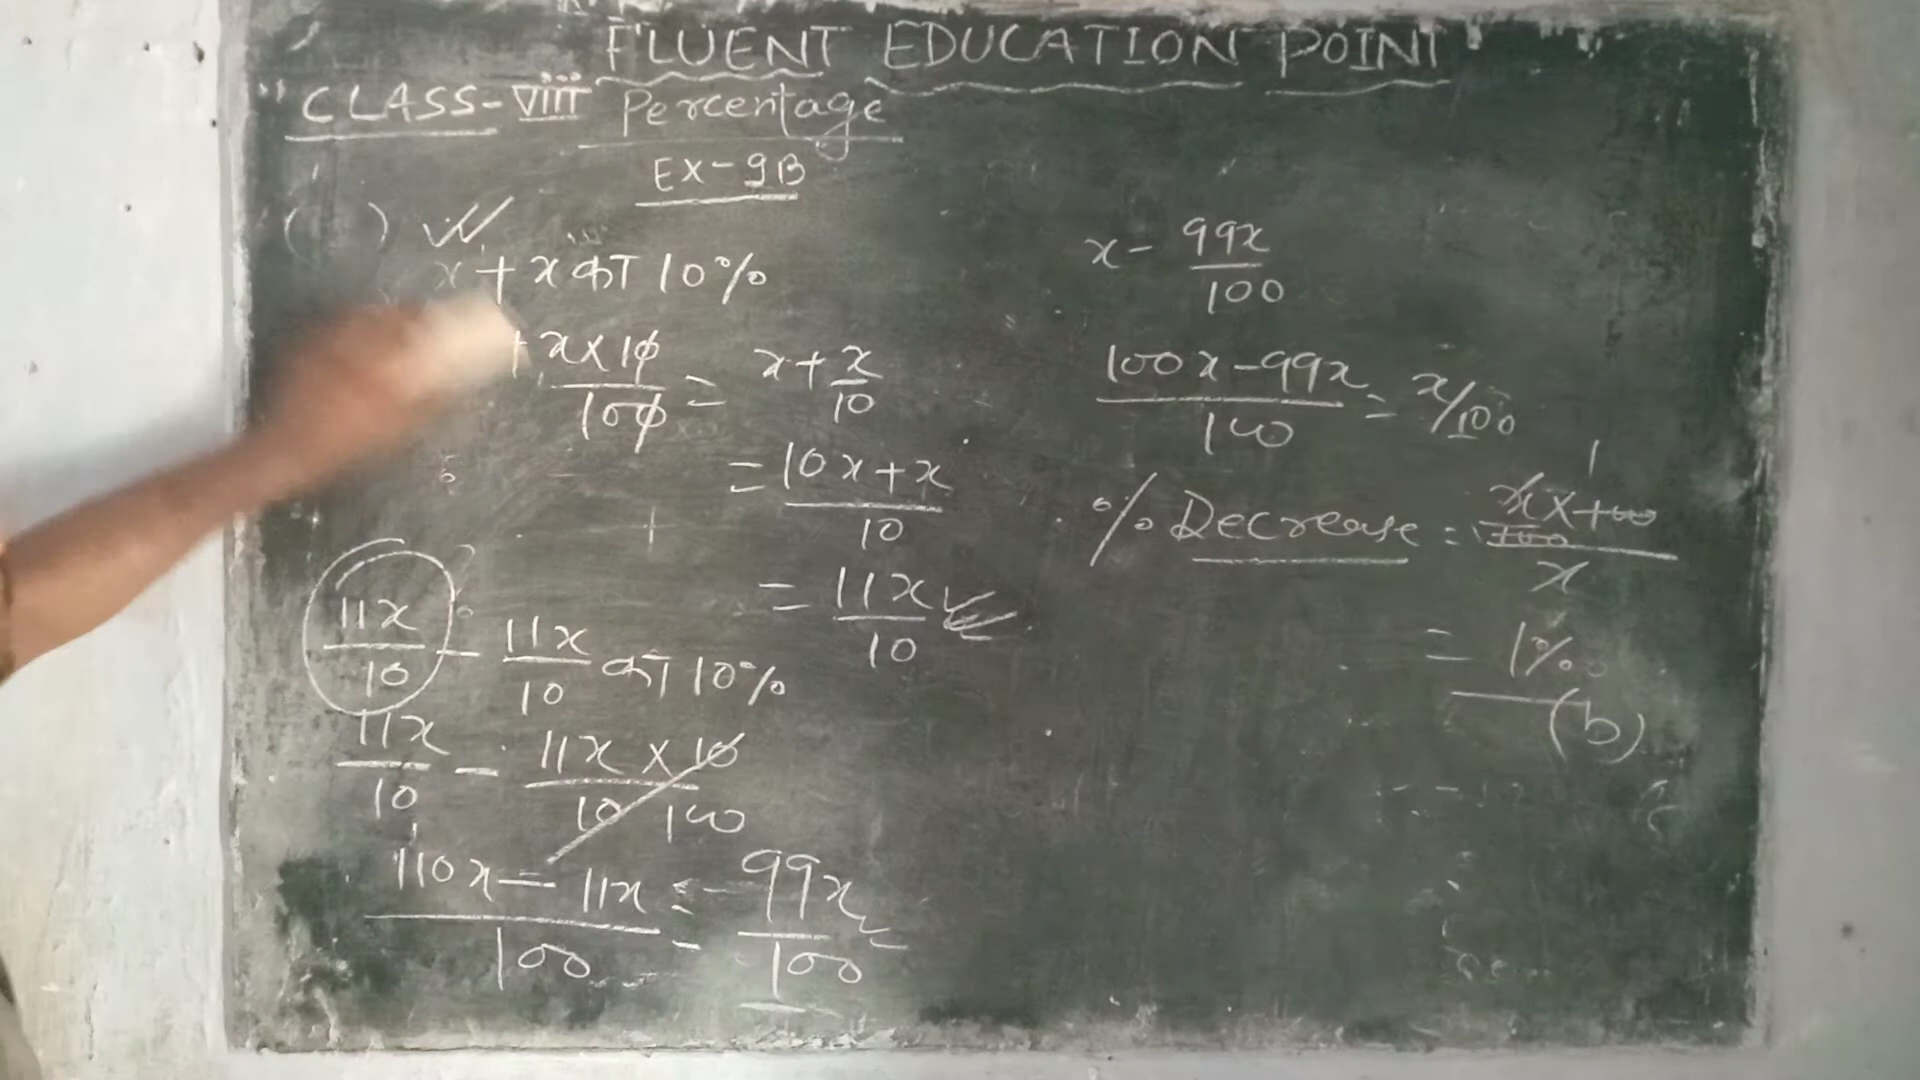 FLUENT EDUCATION POINT
"CLASS-VIII Percentage
EX-9B
( )
x + x का 10%
+ x × 10 / 100 = x + x/10
= 10x + x / 10
= 11x / 10
11x/10 - 11x/10 का 10%
11x/10 - 11x × 10 / 10 100
110x - 11x / 100 = 99x / 100
x - 99x / 100
100x - 99x / 100 = x/100
% Decrease = x × 100 / 100 / x
1
= 1%
(b)